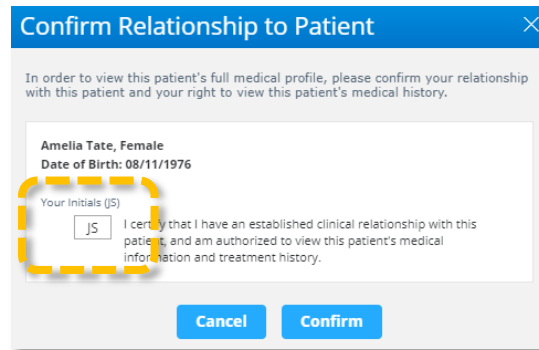 Confirm Relationship to Patient
In order to view this patient's full medical profile, please confirm your relationship
with this patient and your right to view this patient's medical history.
Amelia Tate, Female
Date of Birth: 08/11/1976
Your Initials (JS)
JS
I certify that I have an established clinical relationship with this
patient, and am authorized to view this patient's medical
information and treatment history.
Cancel Confirm